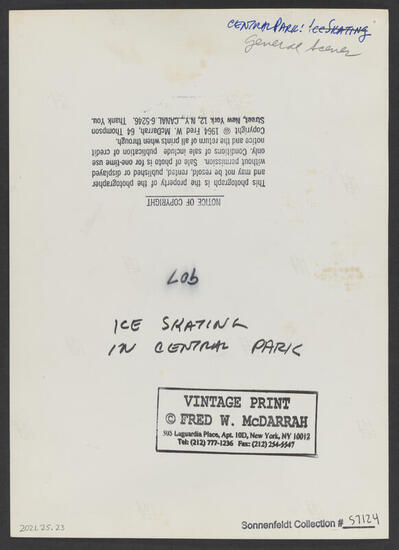 CENTRAL PARK: ICE SKATING
General Scenes
NOTICE OF COPYRIGHT
This photograph is the property of the photographer
and may not be resold, rented, published or displayed
without permission. Sale of photo is for one-time use
only. Conditions of sale include publication of credit
notice and the return of all prints when through.
Copyright © 1964 Fred W. McDarrah, 64 Thompson
Street, New York 12, N.Y., CANAL 6-5246. Thank You.
ICE SKATING
IN CENTRAL PARK
VINTAGE PRINT
© FRED W. McDARRAH
505 Laguardia Place, Apt. 10D, New York, NY 10012
Tel: (212) 777-1236 Fax: (212) 254-5547
2021.25.23
Sonnenfeldt Collection # 57124